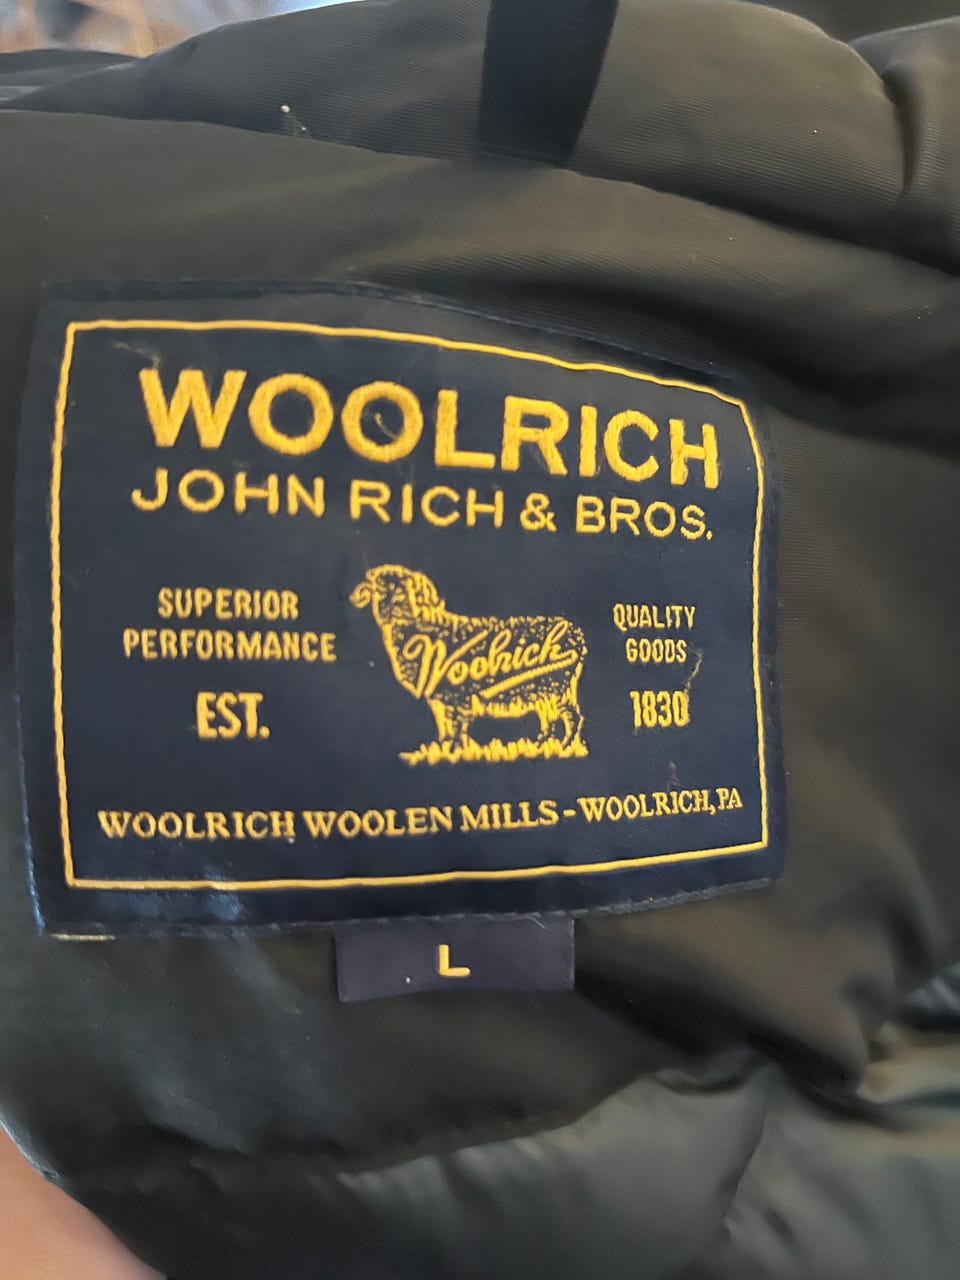 WOOLRICH
JOHN RICH & BROS.
SUPERIOR
PERFORMANCE
EST.
Woolrich
QUALITY
GOODS
1830
WOOLRICH WOOLEN MILLS - WOOLRICH, PA
L